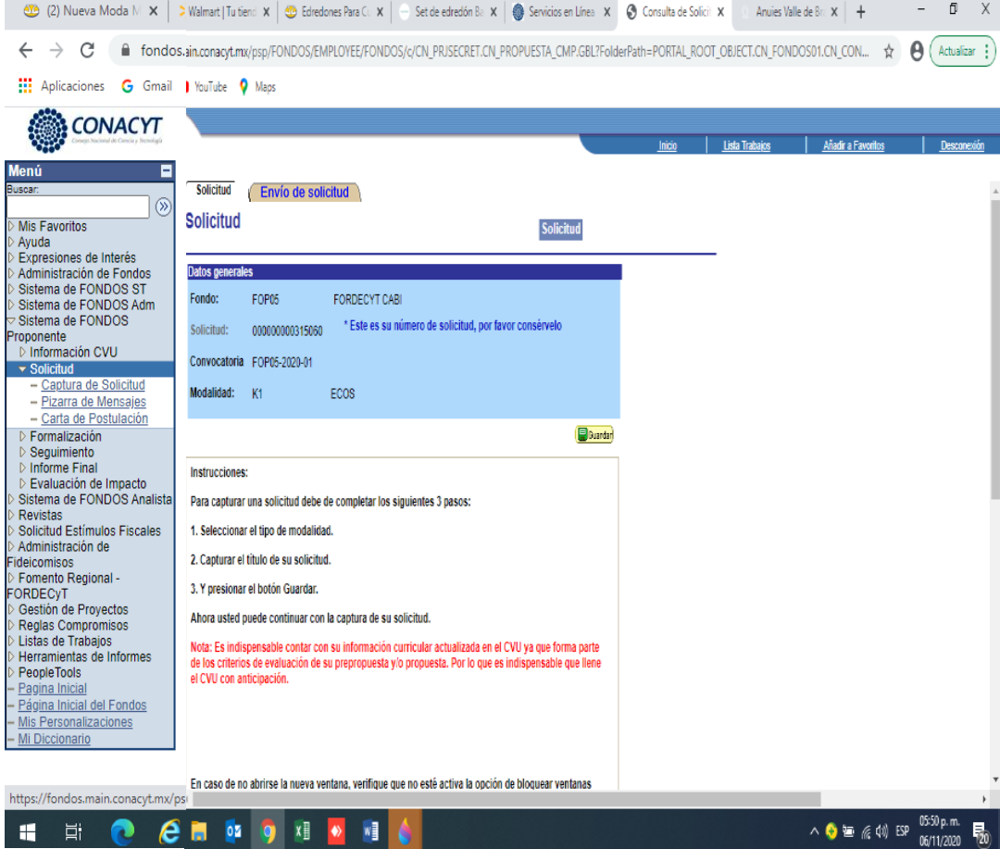 (2) Nueva Moda M
Walmart | Tu tiend
Edredones Para Cu
Set de edredón Ba
Servicios en Línea
Consulta de Solicit
Anuies Valle de Br
fondos.main.conacyt.mx/psp/FONDOS/EMPLOYEE/FONDOS/c/CN_PRJSECRET.CN_PROPUESTA_CMP.GBL?FolderPath=PORTAL_ROOT_OBJECT.CN_FONDOS01.CN_CON...
Actualizar
Aplicaciones
Gmail
YouTube
Maps
CONACYT
Consejo Nacional de Ciencia y Tecnología
Inicio
Lista Trabajos
Añadir a Favoritos
Desconexión
Menú
Buscar:
Mis Favoritos
Ayuda
Expresiones de Interés
Administración de Fondos
Sistema de FONDOS ST
Sistema de FONDOS Adm
Sistema de FONDOS
Proponente
Información CVU
Solicitud
Captura de Solicitud
Pizarra de Mensajes
Carta de Postulación
Formalización
Seguimiento
Informe Final
Evaluación de Impacto
Sistema de FONDOS Analista
Revistas
Solicitud Estímulos Fiscales
Administración de
Fideicomisos
Fomento Regional -
FORDECyT
Gestión de Proyectos
Reglas Compromisos
Listas de Trabajos
Herramientas de Informes
PeopleTools
Pagina Inicial
Página Inicial del Fondos
Mis Personalizaciones
Mi Diccionario
Solicitud
Envío de solicitud
Solicitud
Solicitud
Datos generales
Fondo: FOP05 FORDECYT CABI
Solicitud: 000000000315060 * Este es su número de solicitud, por favor consérvelo
Convocatoria FOP05-2020-01
Modalidad: K1 ECOS
Guardar
Instrucciones:
Para capturar una solicitud debe de completar los siguientes 3 pasos:
1. Seleccionar el tipo de modalidad.
2. Capturar el título de su solicitud.
3. Y presionar el botón Guardar.
Ahora usted puede continuar con la captura de su solicitud.
Nota: Es indispensable contar con su información curricular actualizada en el CVU ya que forma parte
de los criterios de evaluación de su prepropuesta y/o propuesta. Por lo que es indispensable que llene
el CVU con anticipación.
En caso de no abrirse la nueva ventana, verifique que no esté activa la opción de bloquear ventanas
https://fondos.main.conacyt.mx/ps
ESP
05:50 p. m.
06/11/2020
20